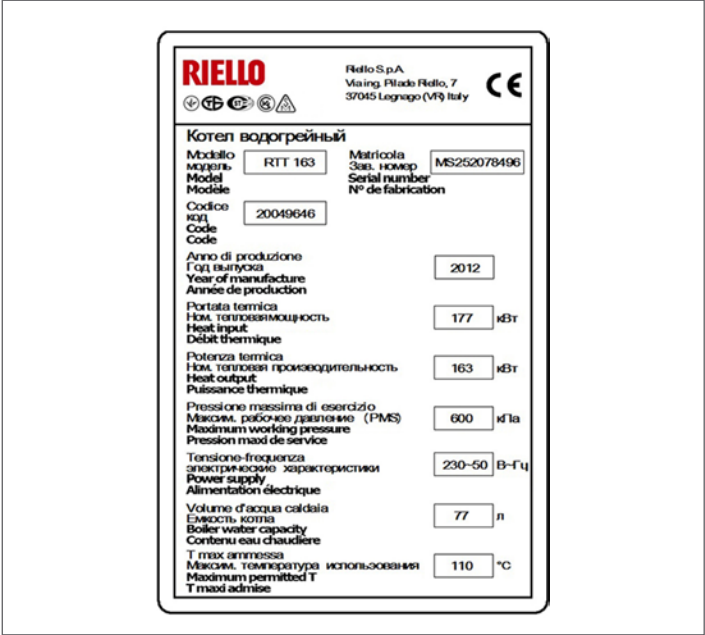 RIELLO
Riello S.p.A.
Via ing. Pilade Riello, 7
37045 Legnago (VR) Italy
CE
Котел водогрейный
Modello
модель
Model
Modèle
RTT 163
Matricola
Зав. номер
Serial number
N° de fabrication
MS252078496
Codice
код
Code
Code
20049646
Anno di produzione
Год выпуска
Year of manufacture
Année de production
2012
Portata termica
Ном. тепловая мощность
Heat input
Débit thermique
177 кВт
Potenza termica
Ном. тепловая производительность
Heat output
Puissance thermique
163 кВт
Pressione massima di esercizio
Максим. рабочее давление (PMS)
Maximum working pressure
Pression maxi de service
600 кПа
Tensione-frequenza
электрические характеристики
Power supply
Alimentation électrique
230~50 В~Гц
Volume d'acqua caldaia
Емкость котла
Boiler water capacity
Contenu eau chaudière
77 л
T max ammessa
Максим. температура использования
Maximum permitted T
T maxi admise
110 °C